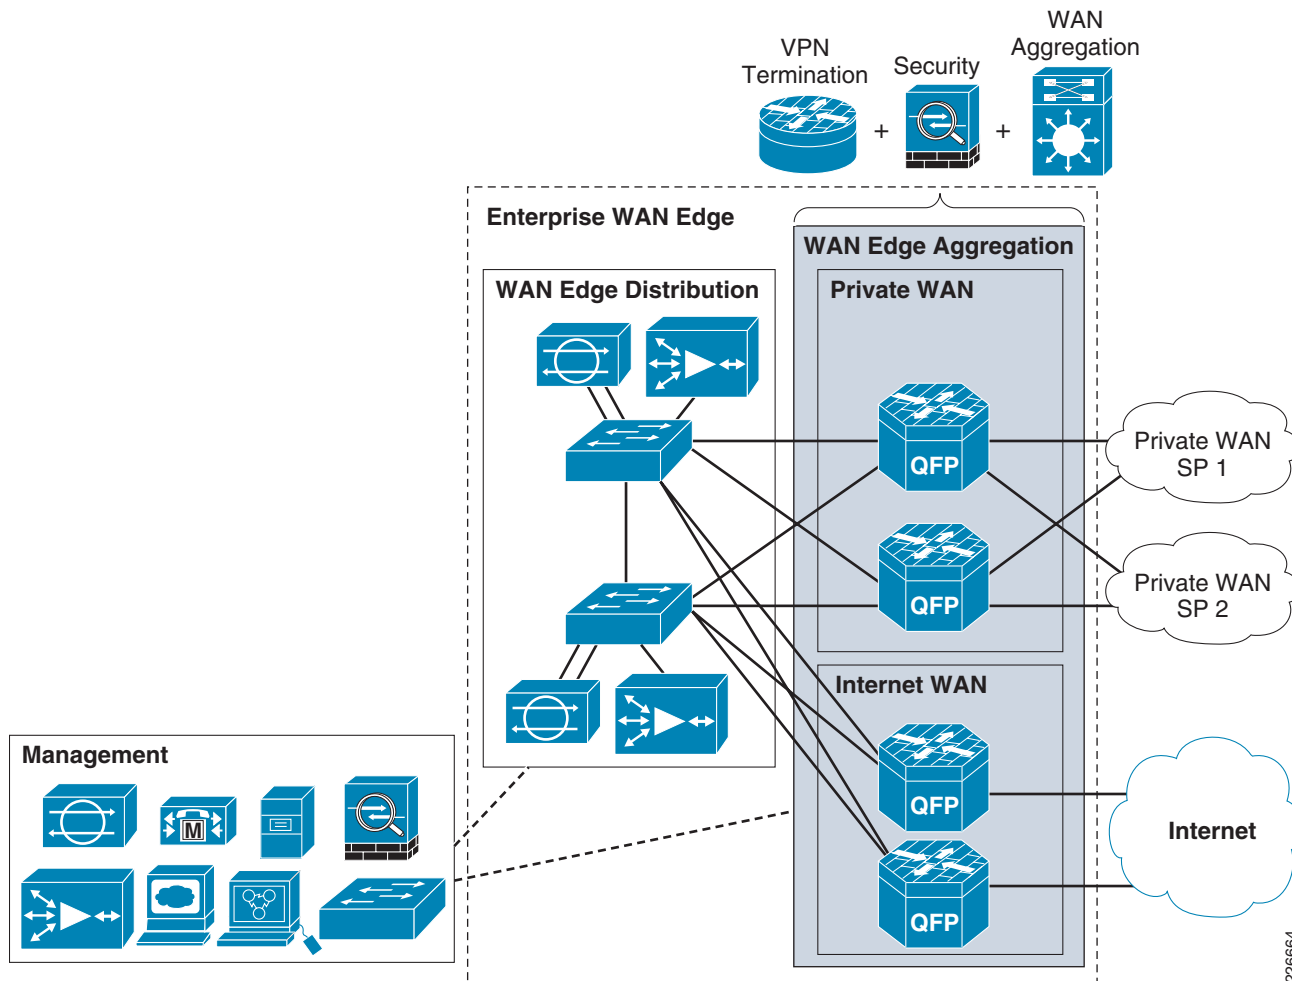 VPN
Termination
+
Security
+
WAN
Aggregation
Enterprise WAN Edge
WAN Edge Aggregation
WAN Edge Distribution
Private WAN
QFP
Private WAN
SP 1
QFP
Private WAN
SP 2
Internet WAN
QFP
Internet
QFP
Management
M
226664